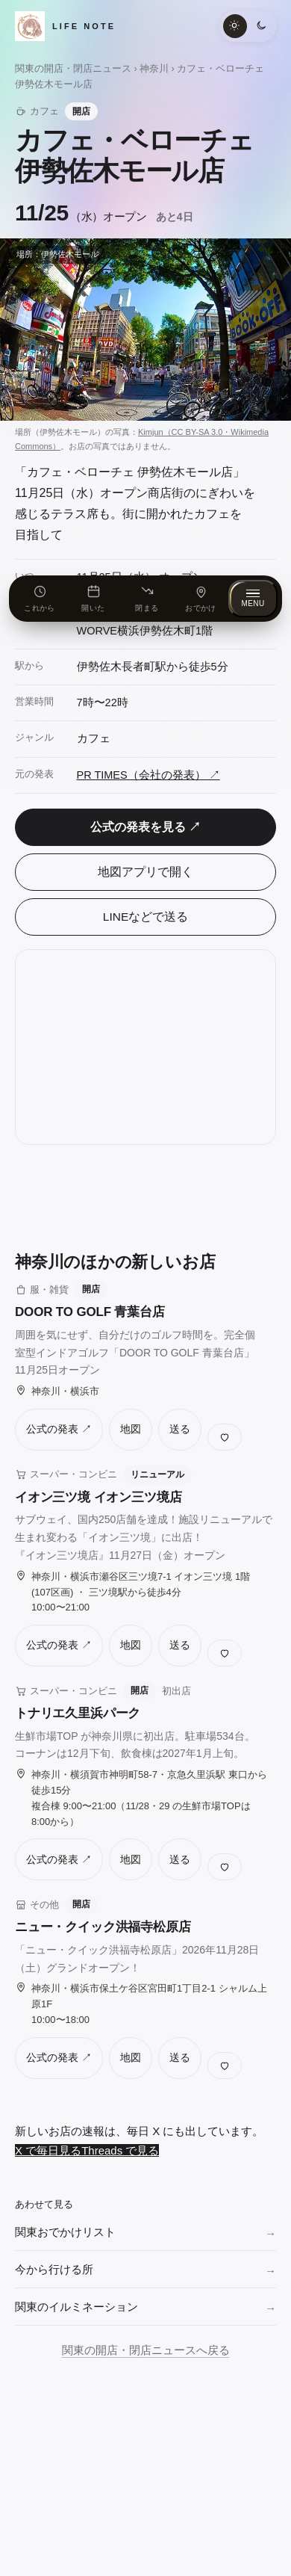 LIFE NOTE
関東の開店・閉店ニュース › 神奈川 › カフェ・ベローチェ
伊勢佐木モール店
カフェ 開店
カフェ・ベローチェ
伊勢佐木モール店
11/25（水）オープン あと4日
場所：伊勢佐木モール
BOOK-OFF
場所（伊勢佐木モール）の写真：Kimjun（CC BY-SA 3.0・Wikimedia
Commons）。お店の写真ではありません。
「カフェ・ベローチェ 伊勢佐木モール店」
11月25日（水）オープン商店街のにぎわいを
感じるテラス席も。街に開かれたカフェを
目指して
これから 開いた 閉まる おでかけ MENU
WORVE横浜伊勢佐木町1階
駅から 伊勢佐木長者町駅から徒歩5分
営業時間 7時〜22時
ジャンル カフェ
元の発表 PR TIMES（会社の発表） ↗
公式の発表を見る ↗
地図アプリで開く
LINEなどで送る
神奈川のほかの新しいお店
服・雑貨 開店
DOOR TO GOLF 青葉台店
周囲を気にせず、自分だけのゴルフ時間を。完全個
室型インドアゴルフ「DOOR TO GOLF 青葉台店」
11月25日オープン
神奈川・横浜市
公式の発表 ↗ 地図 送る
スーパー・コンビニ リニューアル
イオン三ツ境 イオン三ツ境店
サブウェイ、国内250店舗を達成！施設リニューアルで
生まれ変わる「イオン三ツ境」に出店！
『イオン三ツ境店』11月27日（金）オープン
神奈川・横浜市瀬谷区三ツ境7-1 イオン三ツ境 1階
(107区画) ・ 三ツ境駅から徒歩4分
10:00〜21:00
公式の発表 ↗ 地図 送る
スーパー・コンビニ 開店 初出店
トナリエ久里浜パーク
生鮮市場TOP が神奈川県に初出店。駐車場534台。
コーナンは12月下旬、飲食棟は2027年1月上旬。
神奈川・横須賀市神明町58-7・京急久里浜駅 東口から
徒歩15分
複合棟 9:00〜21:00（11/28・29 の生鮮市場TOPは
8:00から）
公式の発表 ↗ 地図 送る
その他 開店
ニュー・クイック洪福寺松原店
「ニュー・クイック洪福寺松原店」2026年11月28日
（土）グランドオープン！
神奈川・横浜市保土ケ谷区宮田町1丁目2-1 シャルム上
原1F
10:00〜18:00
公式の発表 ↗ 地図 送る
新しいお店の速報は、毎日 X にも出しています。
X で毎日見るThreads で見る
あわせて見る
関東おでかけリスト →
今から行ける部 →
関東のイルミネーション →
関東の開店・閉店ニュースへ戻る